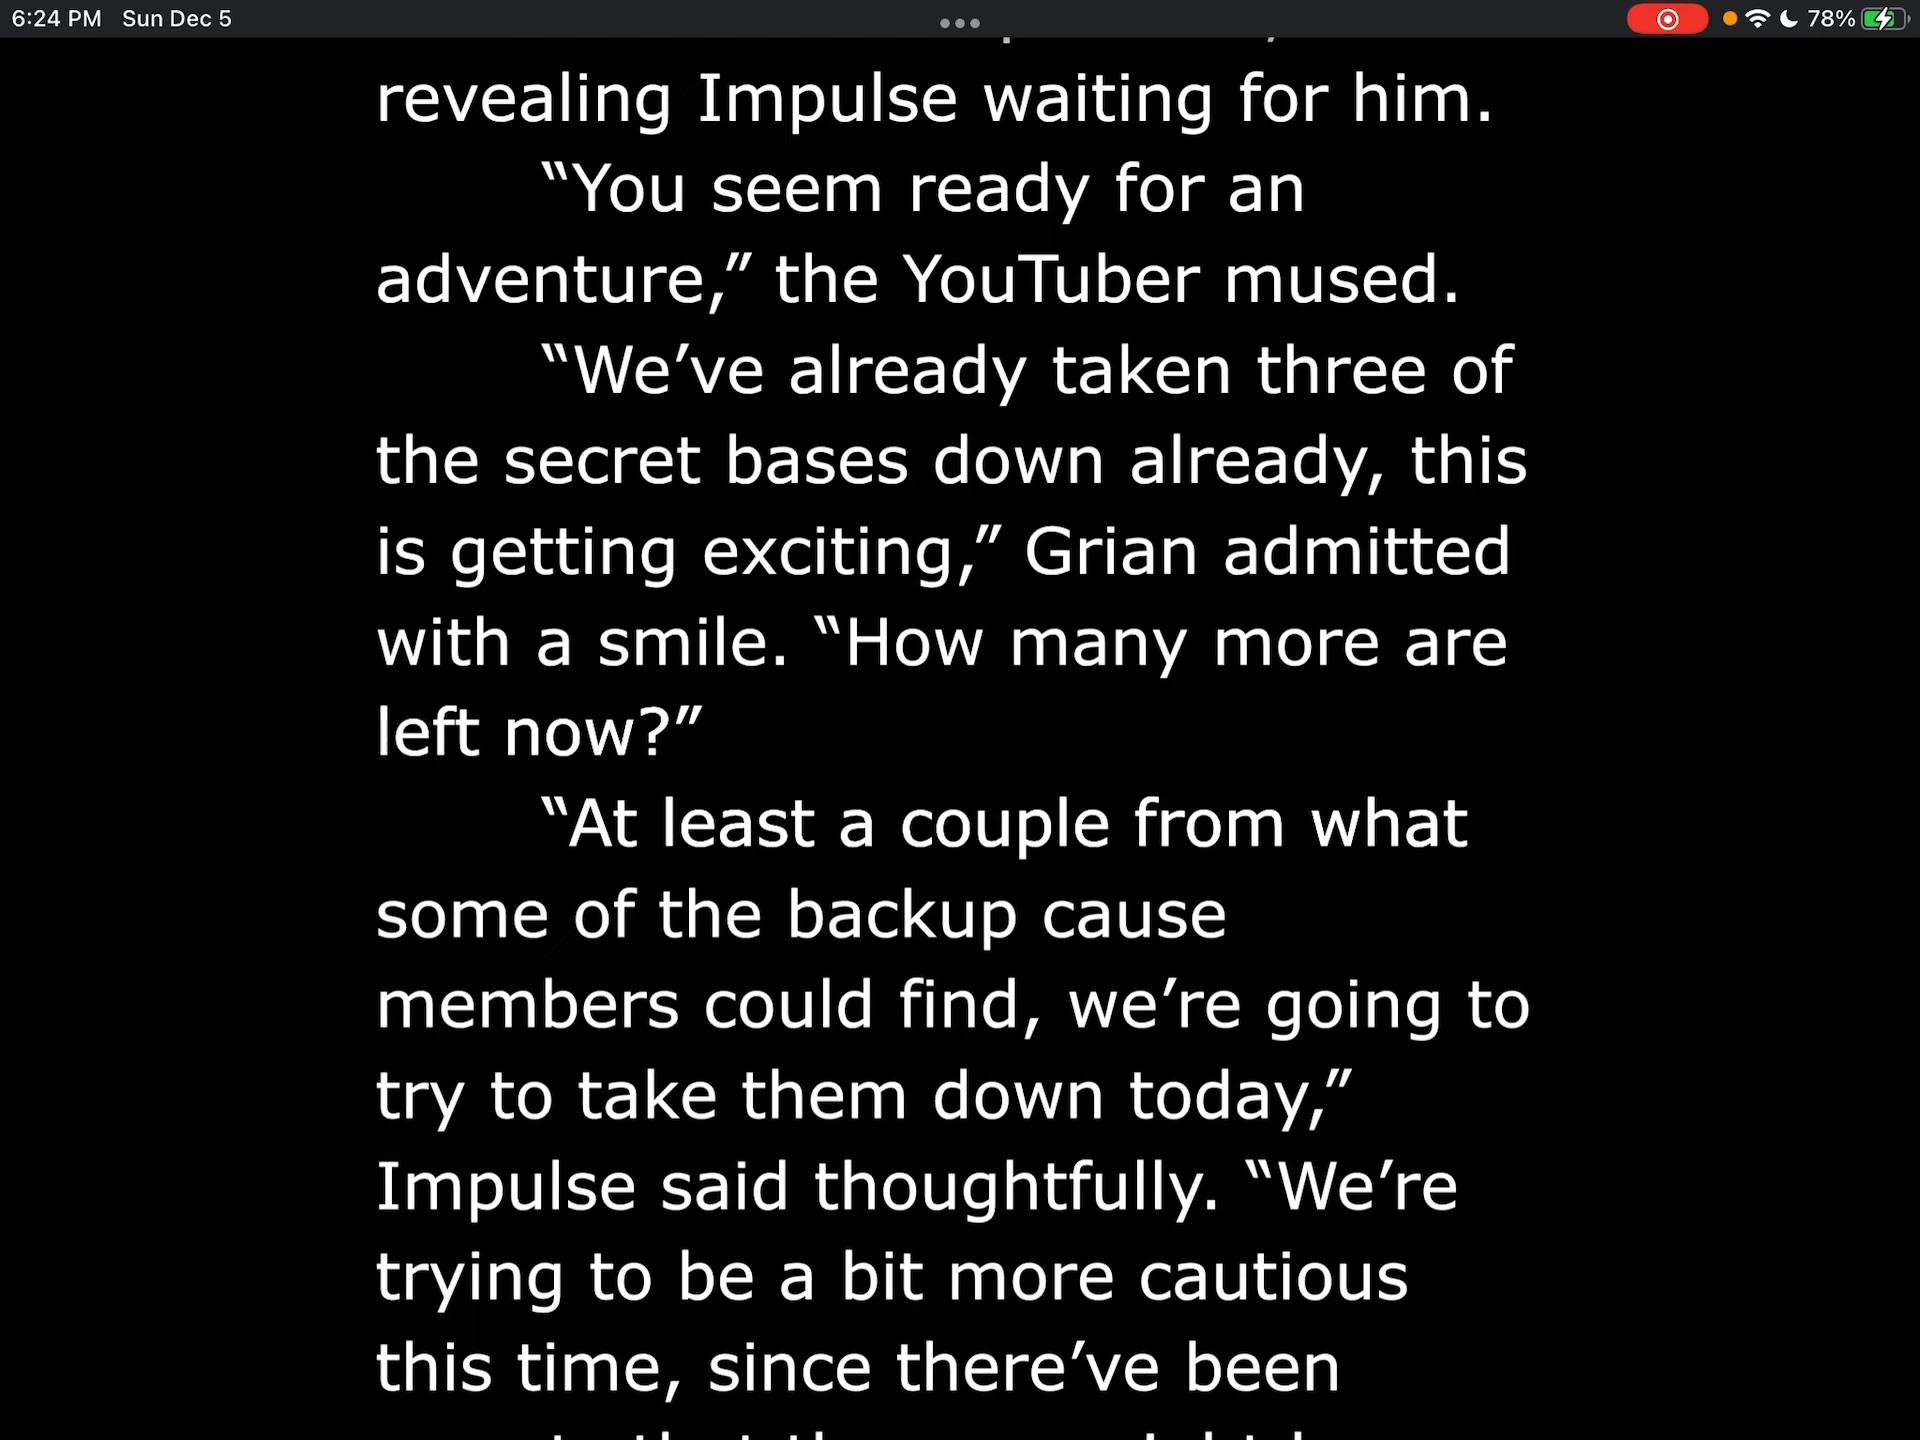 6:24 PM Sun Dec 5
78%
revealing Impulse waiting for him.
“You seem ready for an
adventure,” the YouTuber mused.
“We’ve already taken three of
the secret bases down already, this
is getting exciting,” Grian admitted
with a smile. “How many more are
left now?”
“At least a couple from what
some of the backup cause
members could find, we’re going to
try to take them down today,”
Impulse said thoughtfully. “We’re
trying to be a bit more cautious
this time, since there’ve been